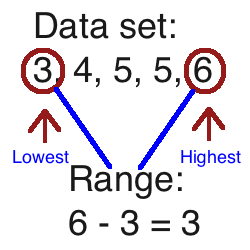 Data set:
3, 4, 5, 5, 6
Lowest Highest
Range:
6 - 3 = 3